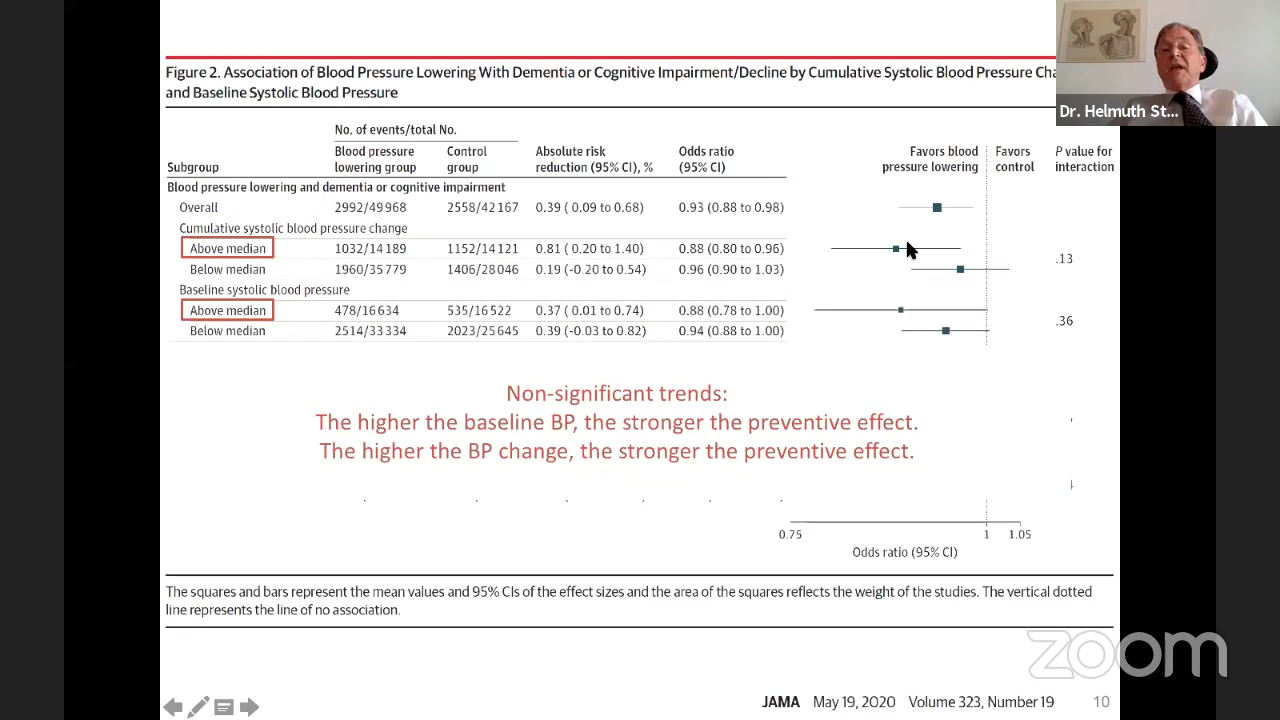 Figure 2. Association of Blood Pressure Lowering With Dementia or Cognitive Impairment/Decline by Cumulative Systolic Blood Pressure
and Baseline Systolic Blood Pressure
Dr. Helmuth St...
No. of events/total No.
Subgroup Blood pressure lowering group Control group Absolute risk reduction (95% CI), % Odds ratio (95% CI) Favors blood pressure lowering Favors control P value for interaction
Blood pressure lowering and dementia or cognitive impairment
Overall 2992/49968 2558/42167 0.39 ( 0.09 to 0.68) 0.93 (0.88 to 0.98)
Cumulative systolic blood pressure change
Above median 1032/14189 1152/14121 0.81 ( 0.20 to 1.40) 0.88 (0.80 to 0.96)
.13
Below median 1960/35779 1406/28046 0.19 (-0.20 to 0.54) 0.96 (0.90 to 1.03)
Baseline systolic blood pressure
Above median 478/16634 535/16522 0.37 ( 0.01 to 0.74) 0.88 (0.78 to 1.00)
.36
Below median 2514/33334 2023/25645 0.39 (-0.03 to 0.82) 0.94 (0.88 to 1.00)
Non-significant trends:
The higher the baseline BP, the stronger the preventive effect.
The higher the BP change, the stronger the preventive effect.
0.75 1 1.05
Odds ratio (95% CI)
The squares and bars represent the mean values and 95% CIs of the effect sizes and the area of the squares reflects the weight of the studies. The vertical dotted
line represents the line of no association.
zoom
JAMA May 19, 2020 Volume 323, Number 19 10